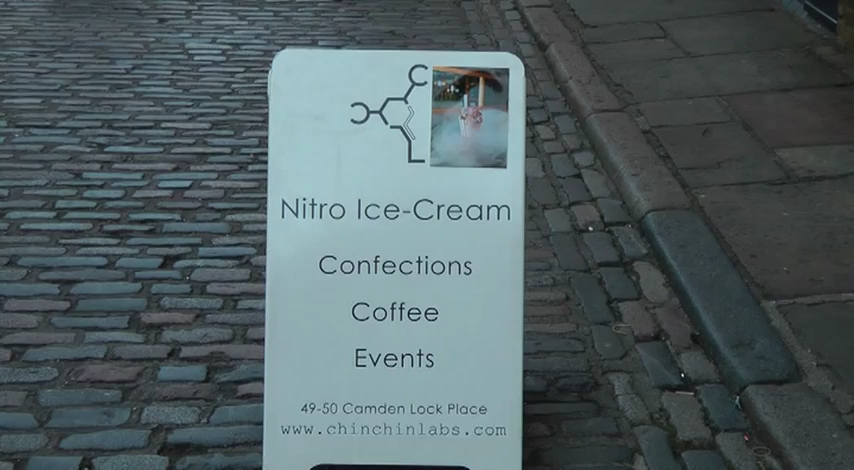 Nitro Ice-Cream
Confections
Coffee
Events
49-50 Camden Lock Place
www.chinchinlabs.com